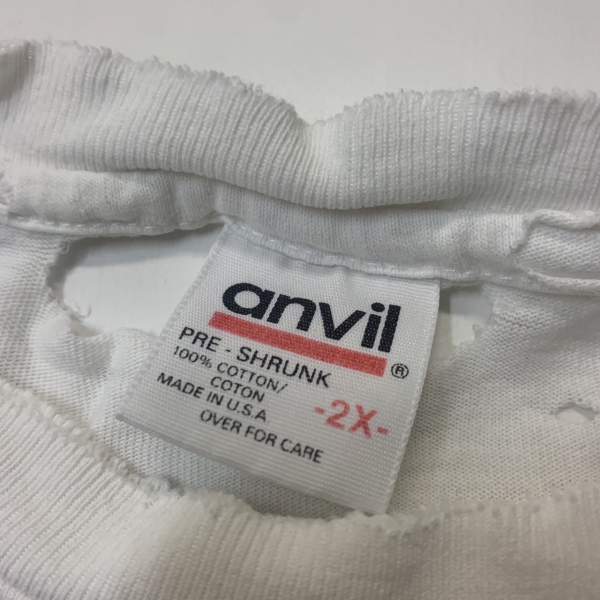 anvil
®
PRE - SHRUNK
100% COTTON/
COTON
MADE IN U.S.A
-2X-
OVER FOR CARE